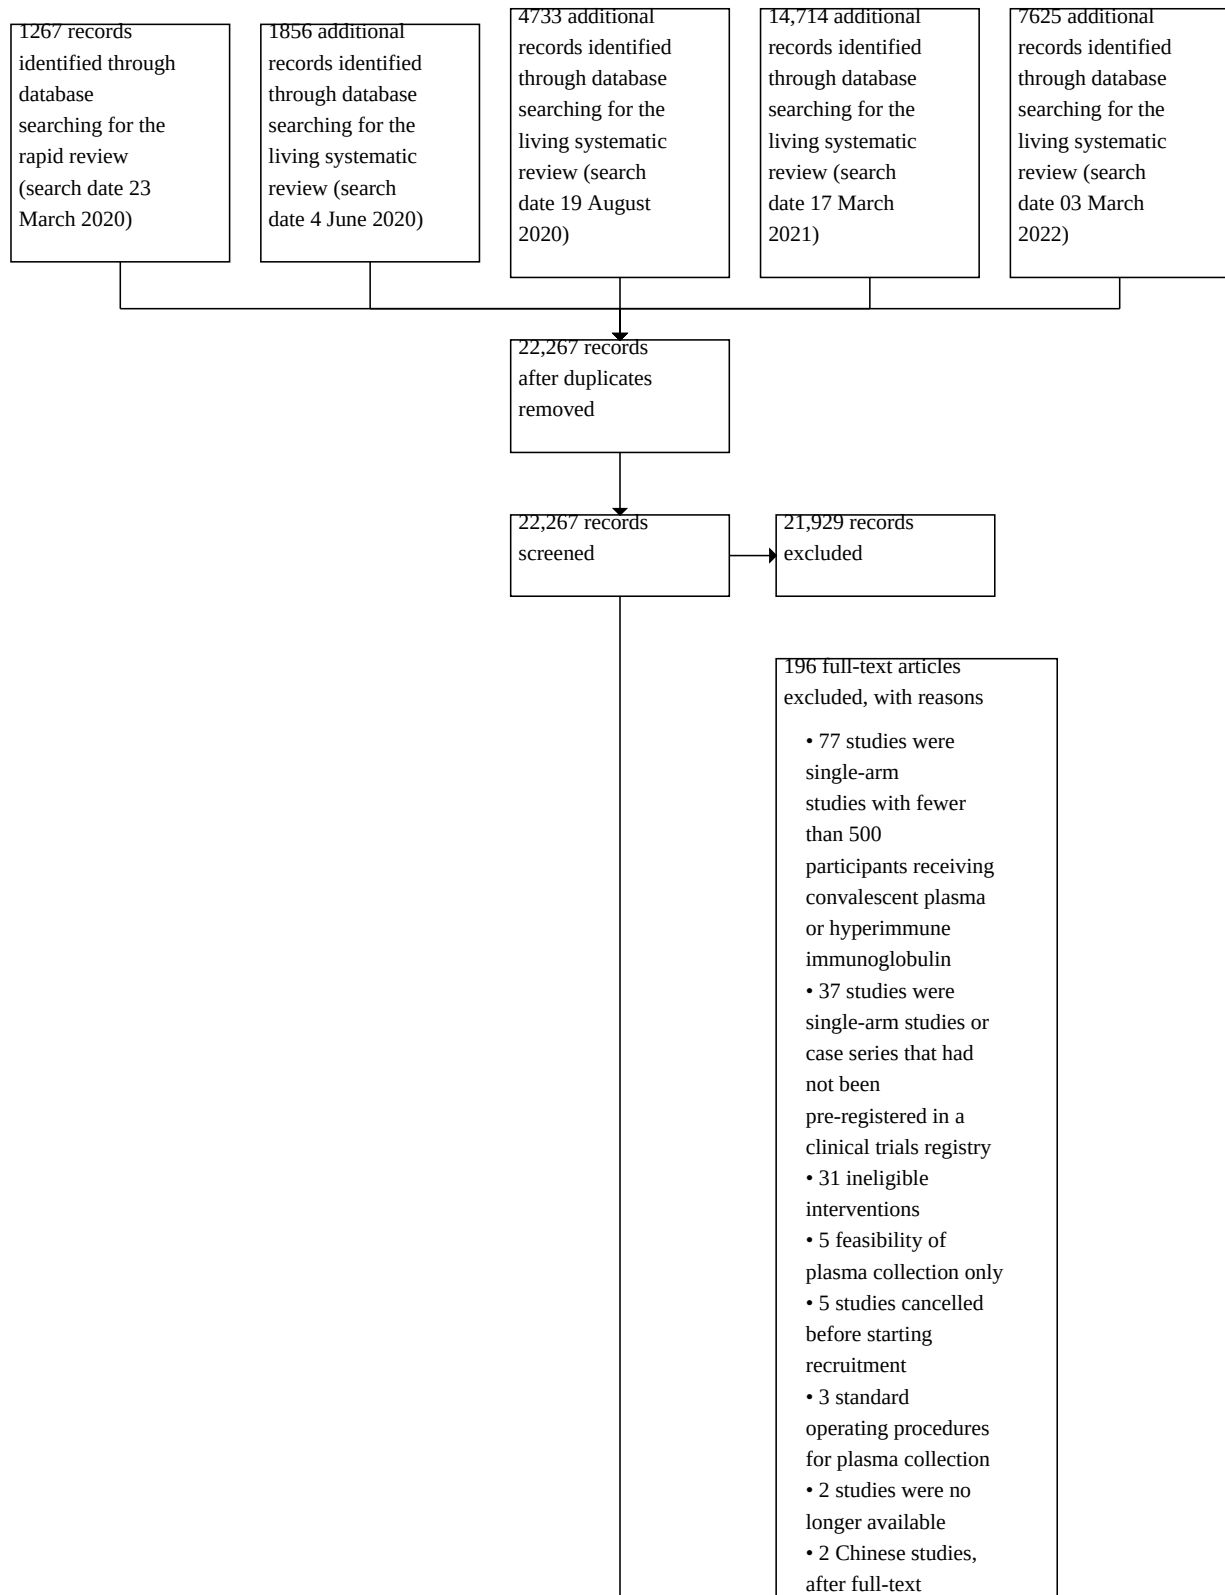 1267 records
identified through
database
searching for the
rapid review
(search date 23
March 2020)
1856 additional
records identified
through database
searching for the
living systematic
review (search
date 4 June 2020)
4733 additional
records identified
through database
searching for the
living systematic
review (search
date 19 August
2020)
14,714 additional
records identified
through database
searching for the
living systematic
review (search
date 17 March
2021)
7625 additional
records identified
through database
searching for the
living systematic
review (search
date 03 March
2022)
22,267 records
after duplicates
removed
22,267 records
screened
21,929 records
excluded
196 full-text articles
excluded, with reasons
• 77 studies were
single-arm
studies with fewer
than 500
participants receiving
convalescent plasma
or hyperimmune
immunoglobulin
• 37 studies were
single-arm studies or
case series that had
not been
pre-registered in a
clinical trials registry
• 31 ineligible
interventions
• 5 feasibility of
plasma collection only
• 5 studies cancelled
before starting
recruitment
• 3 standard
operating procedures
for plasma collection
• 2 studies were no
longer available
• 2 Chinese studies,
after full-text